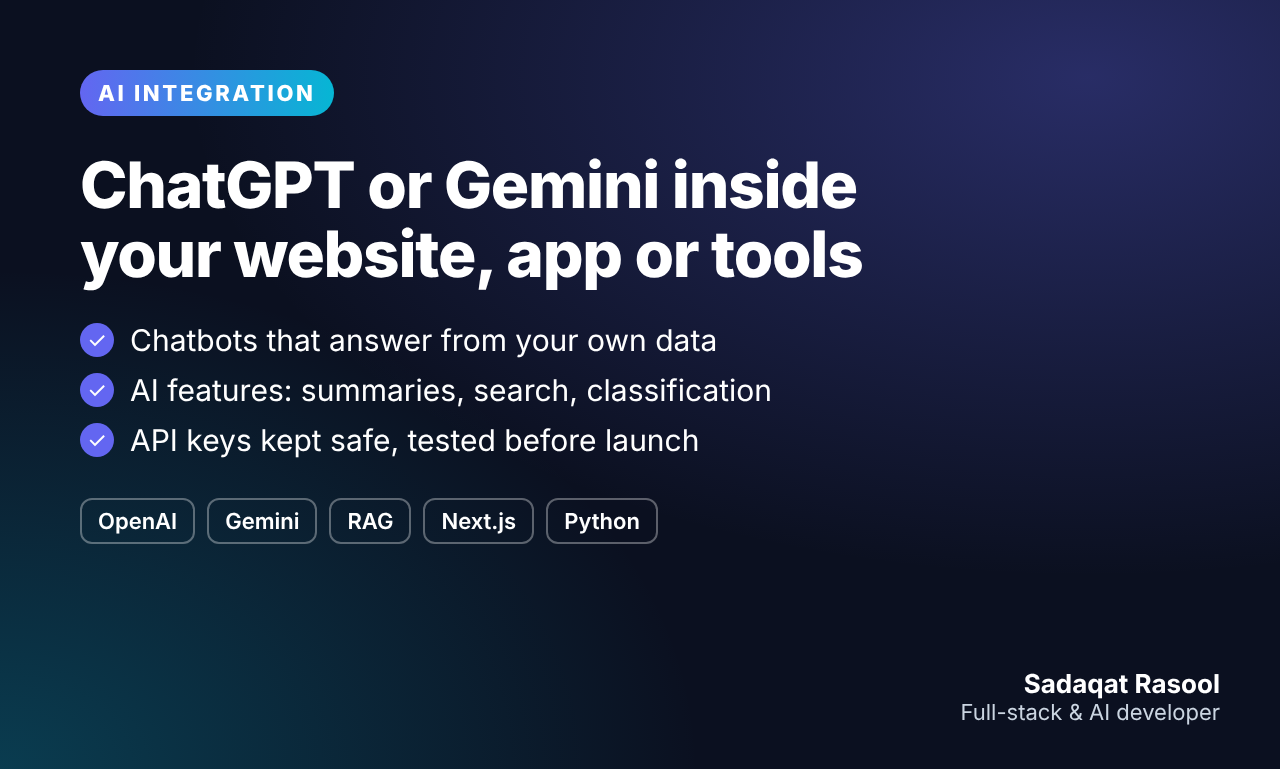 AI INTEGRATION
ChatGPT or Gemini inside
your website, app or tools
Chatbots that answer from your own data
AI features: summaries, search, classification
API keys kept safe, tested before launch
OpenAI Gemini RAG Next.js Python
Sadaqat Rasool
Full-stack & AI developer